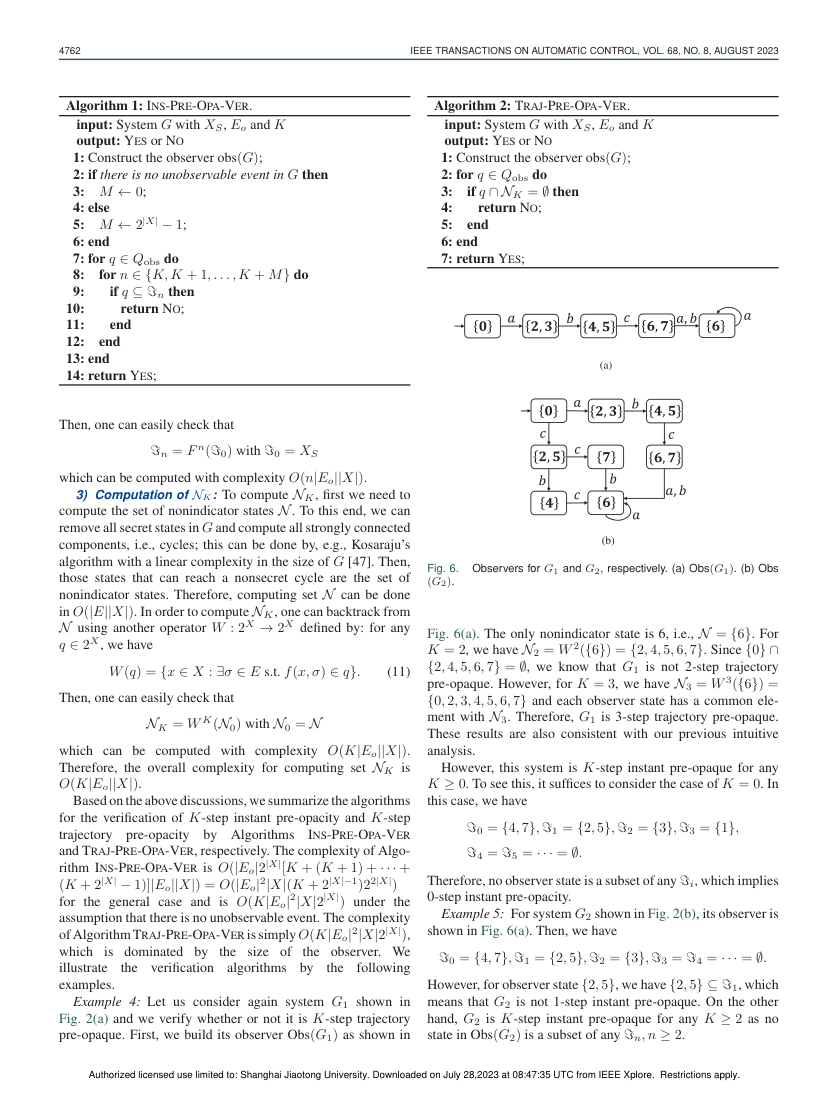 4762
IEEE TRANSACTIONS ON AUTOMATIC CONTROL, VOL. 68, NO. 8, AUGUST 2023
Algorithm 1: INS-PRE-OPA-VER.
input: System G with X_S, E_o and K
output: YES or NO
1: Construct the observer obs(G);
2: if there is no unobservable event in G then
3: M ← 0;
4: else
5: M ← 2^{|X|} − 1;
6: end
7: for q ∈ Q_obs do
8: for n ∈ {K, K + 1, . . . , K + M} do
9: if q ⊆ ℑ_n then
10: return NO;
11: end
12: end
13: end
14: return YES;
Then, one can easily check that
ℑ_n = F^n(ℑ_0) with ℑ_0 = X_S
which can be computed with complexity O(n|E_o||X|).
3) Computation of N_K: To compute N_K, first we need to
compute the set of nonindicator states N. To this end, we can
remove all secret states in G and compute all strongly connected
components, i.e., cycles; this can be done by, e.g., Kosaraju's
algorithm with a linear complexity in the size of G [47]. Then,
those states that can reach a nonsecret cycle are the set of
nonindicator states. Therefore, computing set N can be done
in O(|E||X|). In order to compute N_K, one can backtrack from
N using another operator W : 2^X → 2^X defined by: for any
q ∈ 2^X, we have
W(q) = {x ∈ X : ∃σ ∈ E s.t. f(x, σ) ∈ q}. (11)
Then, one can easily check that
N_K = W^K(N_0) with N_0 = N
which can be computed with complexity O(K|E_o||X|).
Therefore, the overall complexity for computing set N_K is
O(K|E_o||X|).
Based on the above discussions, we summarize the algorithms
for the verification of K-step instant pre-opacity and K-step
trajectory pre-opacity by Algorithms INS-PRE-OPA-VER
and TRAJ-PRE-OPA-VER, respectively. The complexity of Algo-
rithm INS-PRE-OPA-VER is O(|E_o|2^{|X|}[K + (K + 1) + · · · +
(K + 2^{|X|} − 1)]|E_o||X|) = O(|E_o|^2|X|(K + 2^{|X|−1})2^{2|X|})
for the general case and is O(K|E_o|^2|X|2^{|X|}) under the
assumption that there is no unobservable event. The complexity
of Algorithm TRAJ-PRE-OPA-VER is simply O(K|E_o|^2|X|2^{|X|}),
which is dominated by the size of the observer. We
illustrate the verification algorithms by the following
examples.
Example 4: Let us consider again system G_1 shown in
Fig. 2(a) and we verify whether or not it is K-step trajectory
pre-opaque. First, we build its observer Obs(G_1) as shown in
Algorithm 2: TRAJ-PRE-OPA-VER.
input: System G with X_S, E_o and K
output: YES or NO
1: Construct the observer obs(G);
2: for q ∈ Q_obs do
3: if q ∩ N_K = ∅ then
4: return NO;
5: end
6: end
7: return YES;
{0} a {2,3} b {4,5} c {6,7} a,b {6} a
(a)
{0} a {2,3} b {4,5}
c c
{2,5} c {7} {6,7}
b b a,b
{4} c {6} a
(b)
Fig. 6. Observers for G_1 and G_2, respectively. (a) Obs(G_1). (b) Obs
(G_2).
Fig. 6(a). The only nonindicator state is 6, i.e., N = {6}. For
K = 2, we have N_2 = W^2({6}) = {2, 4, 5, 6, 7}. Since {0} ∩
{2, 4, 5, 6, 7} = ∅, we know that G_1 is not 2-step trajectory
pre-opaque. However, for K = 3, we have N_3 = W^3({6}) =
{0, 2, 3, 4, 5, 6, 7} and each observer state has a common ele-
ment with N_3. Therefore, G_1 is 3-step trajectory pre-opaque.
These results are also consistent with our previous intuitive
analysis.
However, this system is K-step instant pre-opaque for any
K ≥ 0. To see this, it suffices to consider the case of K = 0. In
this case, we have
ℑ_0 = {4, 7}, ℑ_1 = {2, 5}, ℑ_2 = {3}, ℑ_3 = {1},
ℑ_4 = ℑ_5 = · · · = ∅.
Therefore, no observer state is a subset of any ℑ_i, which implies
0-step instant pre-opacity.
Example 5: For system G_2 shown in Fig. 2(b), its observer is
shown in Fig. 6(a). Then, we have
ℑ_0 = {4, 7}, ℑ_1 = {2, 5}, ℑ_2 = {3}, ℑ_3 = ℑ_4 = · · · = ∅.
However, for observer state {2, 5}, we have {2, 5} ⊆ ℑ_1, which
means that G_2 is not 1-step instant pre-opaque. On the other
hand, G_2 is K-step instant pre-opaque for any K ≥ 2 as no
state in Obs(G_2) is a subset of any ℑ_n, n ≥ 2.
Authorized licensed use limited to: Shanghai Jiaotong University. Downloaded on July 28,2023 at 08:47:35 UTC from IEEE Xplore. Restrictions apply.